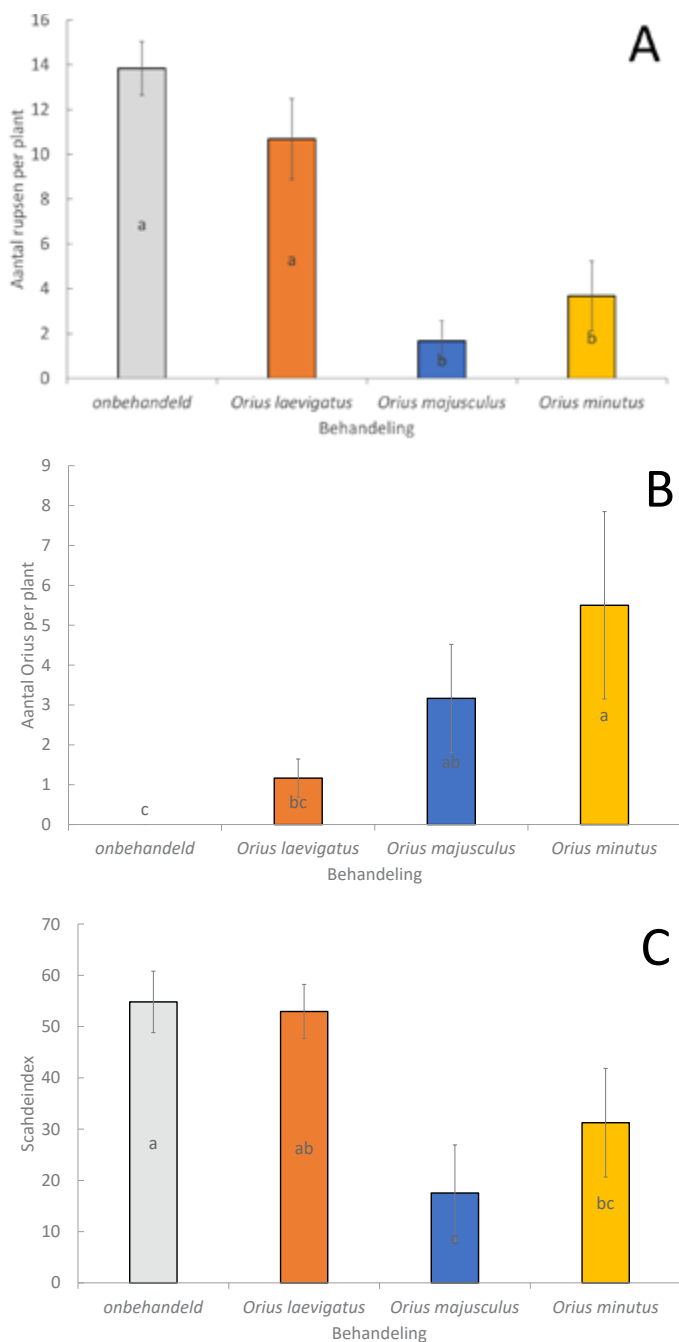 A
16
14
12
10
8
6
4
2
0
Aantal rupsen per plant
a
a
b
b
onbehandeld Orius laevigatus Orius majusculus Orius minutus
Behandeling
B
9
8
7
6
5
4
3
2
1
0
Aantal Orius per plant
c
bc
ab
a
onbehandeld Orius laevigatus Orius majusculus Orius minutus
Behandeling
C
70
60
50
40
30
20
10
0
Scahdeindex
a
ab
c
bc
onbehandeld Orius laevigatus Orius majusculus Orius minutus
Behandeling